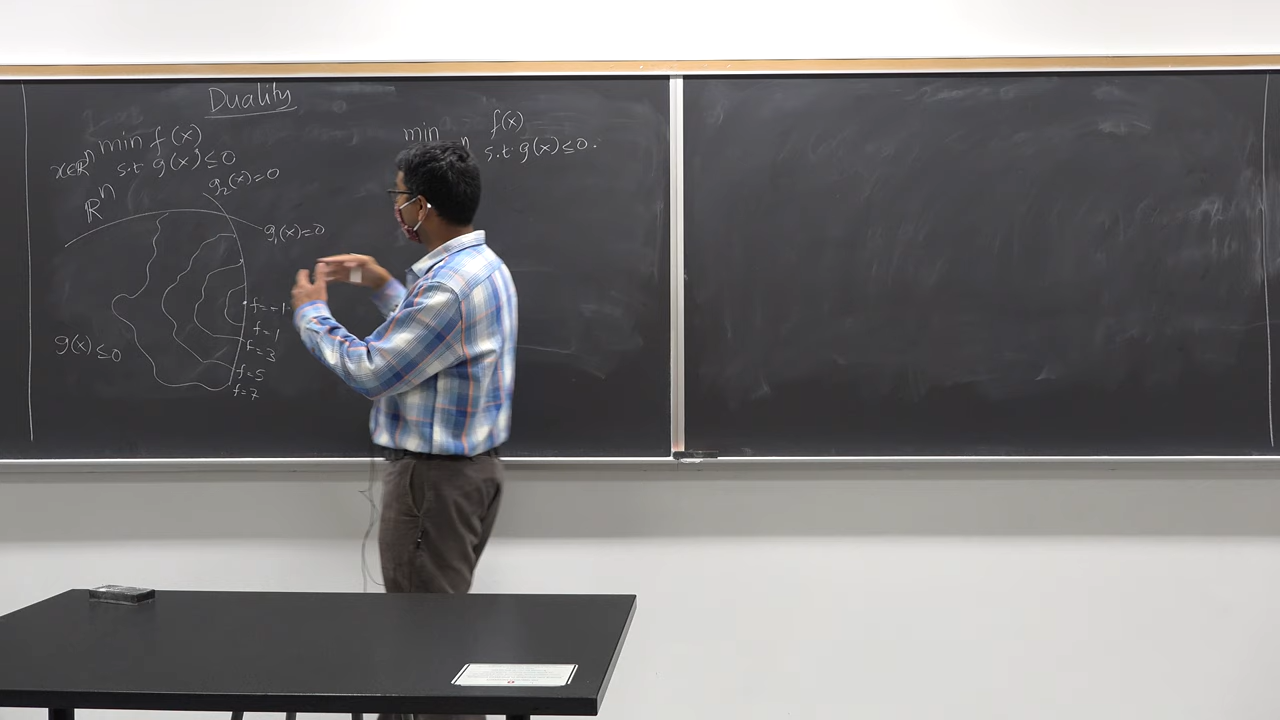 Duality
min f(x)
x∈ℝⁿ s.t. g(x) ≤ 0
ℝⁿ
g₂(x)=0
g₁(x)=0
g(x) ≤ 0
f=-1
f=1
f=3
f=5
f=7
min f(x)
n s.t. g(x) ≤ 0.